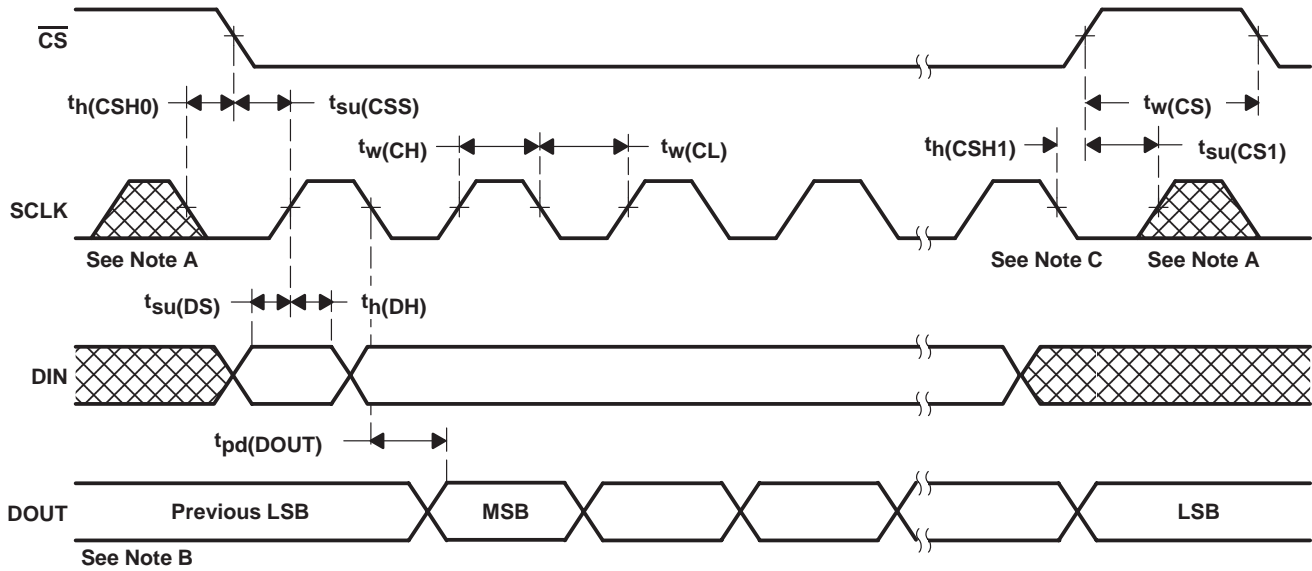 CS
th(CSH0)
tsu(CSS)
tw(CH)
tw(CL)
th(CSH1)
tw(CS)
tsu(CS1)
SCLK
See Note A
See Note C
See Note A
tsu(DS)
th(DH)
DIN
tpd(DOUT)
DOUT
Previous LSB
MSB
LSB
See Note B